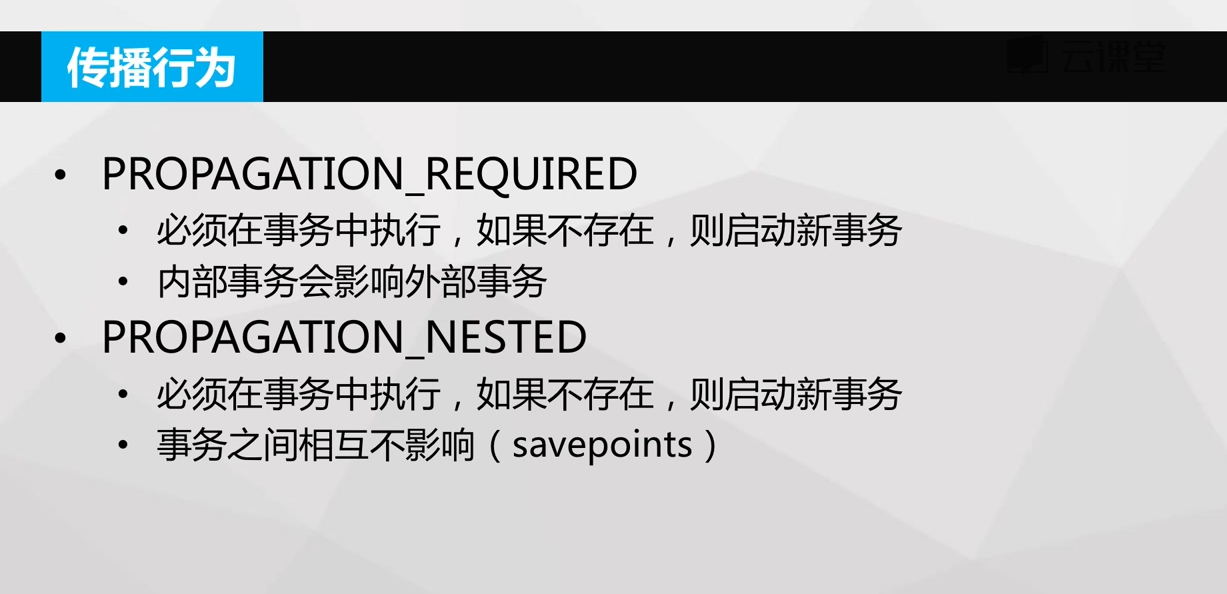 传播行为
云课堂
• PROPAGATION_REQUIRED
• 必须在事务中执行，如果不存在，则启动新事务
• 内部事务会影响外部事务
• PROPAGATION_NESTED
• 必须在事务中执行，如果不存在，则启动新事务
• 事务之间相互不影响（savepoints）